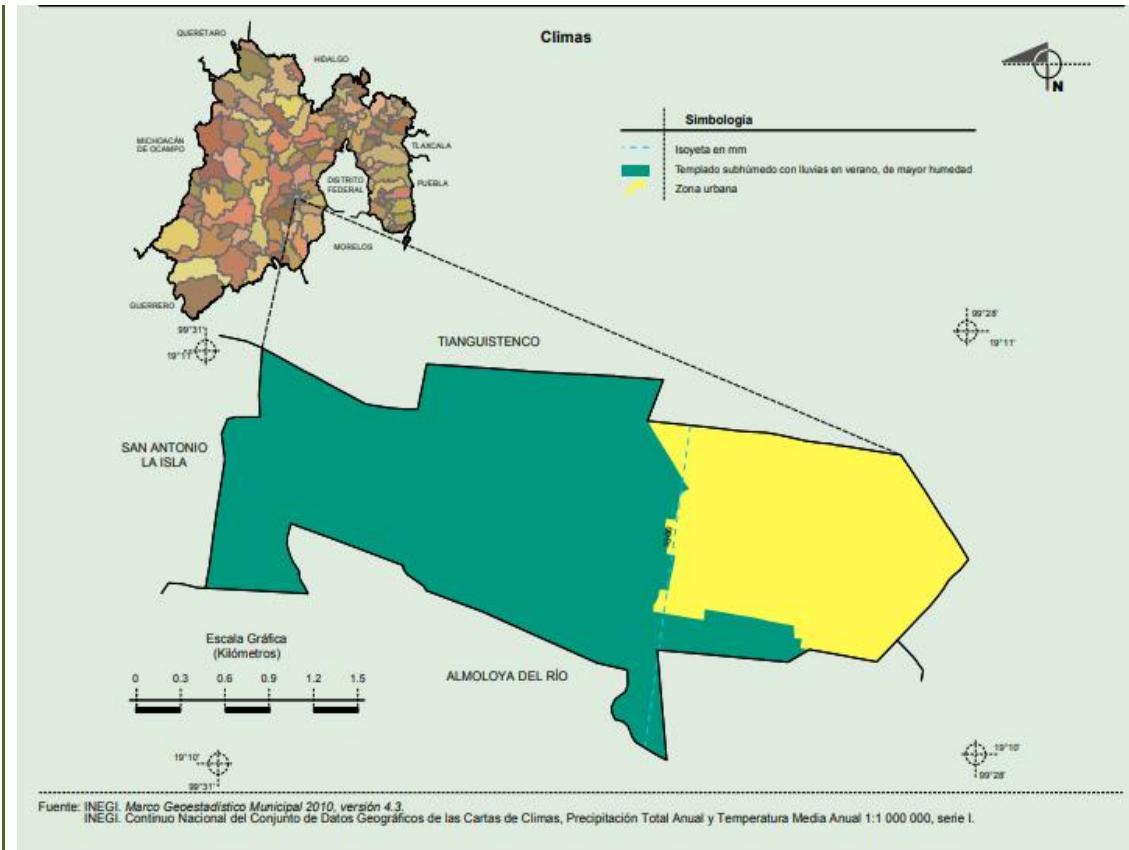 Climas
QUERÉTARO
HIDALGO
MICHOACÁN
DE OCAMPO
TLAXCALA
DISTRITO
FEDERAL
PUEBLA
MORELOS
GUERRERO
N
Simbología
Isoyeta en mm
Templado subhúmedo con lluvias en verano, de mayor humedad
Zona urbana
99°31'
19°11'
99°28'
19°11'
TIANGUISTENCO
SAN ANTONIO
LA ISLA
ALMOLOYA DEL RÍO
Escala Gráfica
(Kilómetros)
0 0.3 0.6 0.9 1.2 1.5
19°10'
99°31'
19°10'
99°28'
Fuente: INEGI. Marco Geoestadístico Municipal 2010, versión 4.3.
INEGI. Continuo Nacional del Conjunto de Datos Geográficos de las Cartas de Climas, Precipitación Total Anual y Temperatura Media Anual 1:1 000 000, serie I.